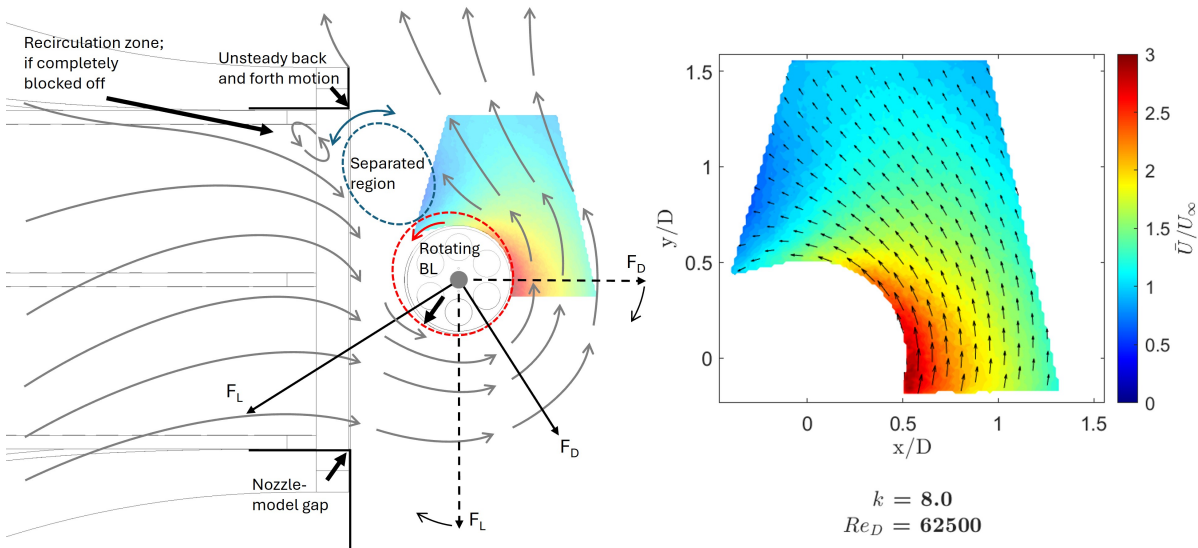 Recirculation zone;
if completely
blocked off
Unsteady back
and forth motion
Separated
region
Rotating
BL
F_D
F_L
F_D
F_L
Nozzle-
model gap
1.5
1
0.5
0
y/D
0
0.5
1
1.5
x/D
3
2.5
2
1.5
1
0.5
0
Ū/U_∞
k = 8.0
Re_D = 62500